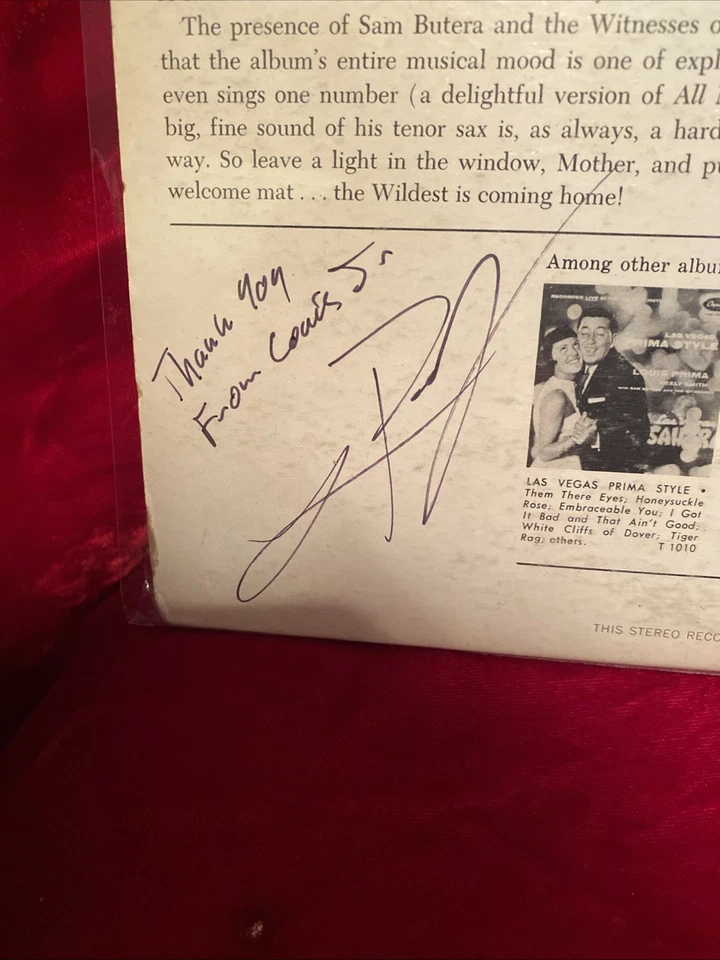 The presence of Sam Butera and the Witnesses
that the album's entire musical mood is one of expl
even sings one number (a delightful version of All
big, fine sound of his tenor sax is, as always, a hard
way. So leave a light in the window, Mother, and pu
welcome mat . . . the Wildest is coming home!
Thank you
From Louis Jr
Among other albu
LAS VEGAS
PRIMA STYLE
LOUIS PRIMA
KEELY SMITH
LAS VEGAS PRIMA STYLE •
Them There Eyes; Honeysuckle
Rose; Embraceable You; I Got
It Bad and That Ain't Good;
White Cliffs of Dover; Tiger
Rag; others. T 1010
THIS STEREO RECO